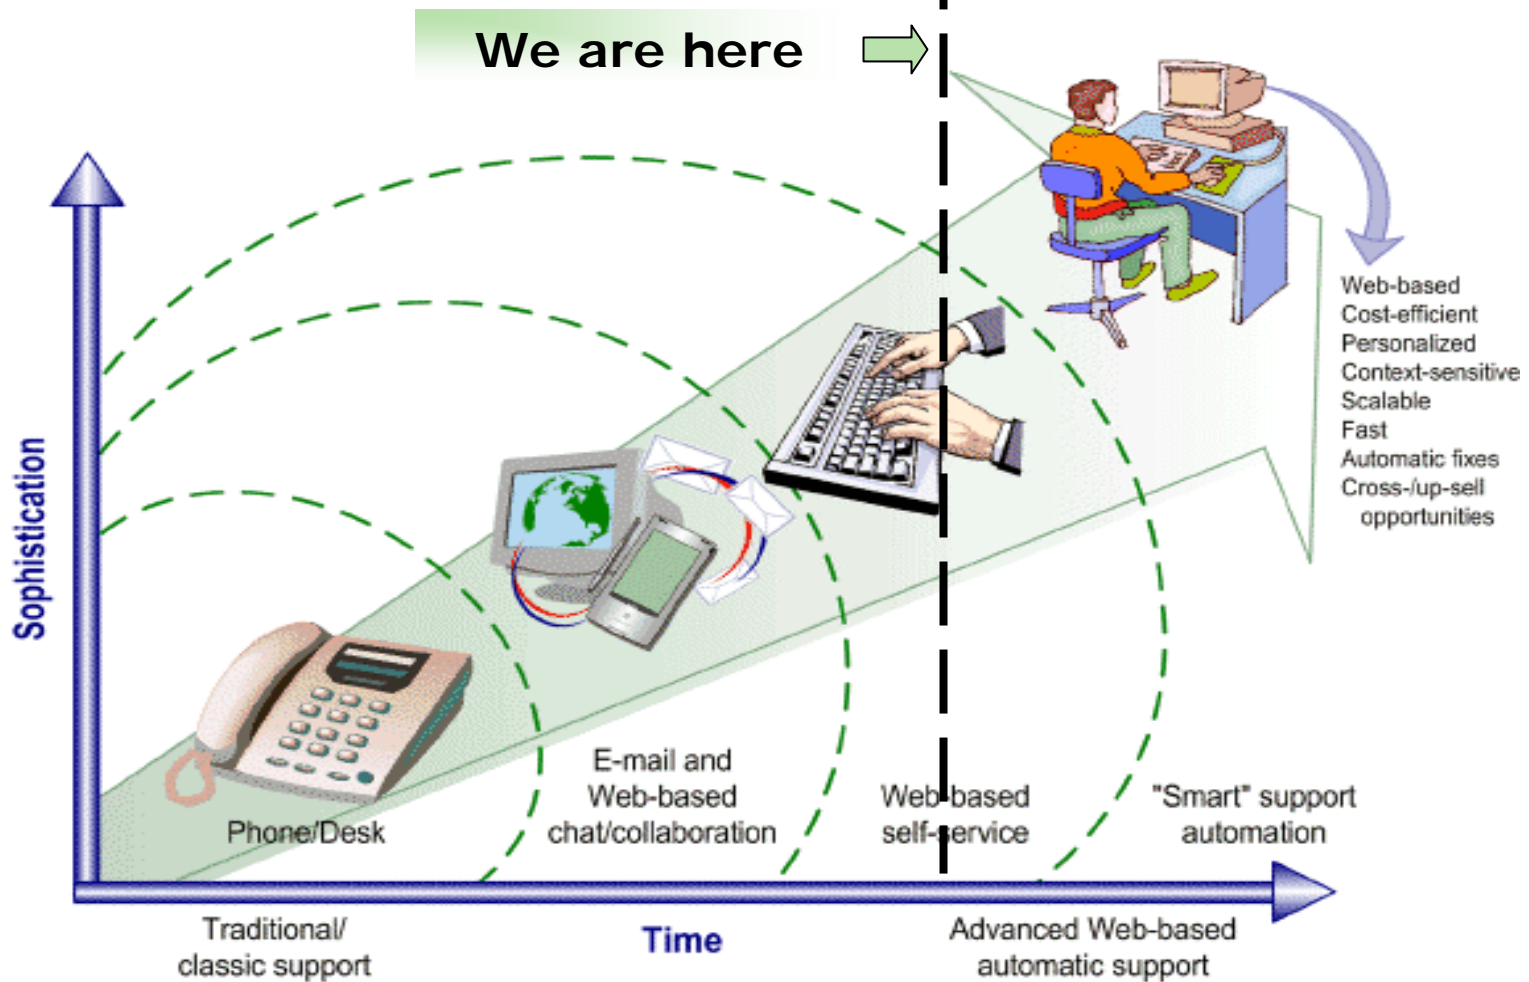 We are here
Web-based
Cost-efficient
Personalized
Context-sensitive
Scalable
Fast
Automatic fixes
Cross-/up-sell
opportunities
Sophistication
Phone/Desk
E-mail and
Web-based
chat/collaboration
Web-based
self-service
"Smart" support
automation
Traditional/
classic support
Time
Advanced Web-based
automatic support